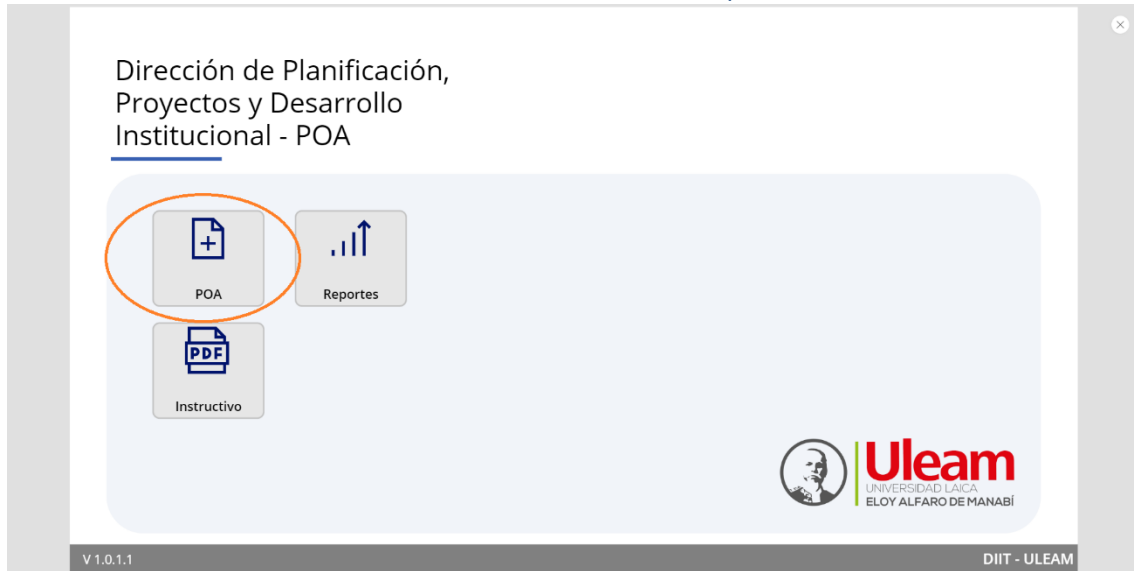 Dirección de Planificación,
Proyectos y Desarrollo
Institucional - POA
POA
Reportes
PDF
Instructivo
Uleam
UNIVERSIDAD LAICA
ELOY ALFARO DE MANABÍ
V 1.0.1.1
DIIT - ULEAM